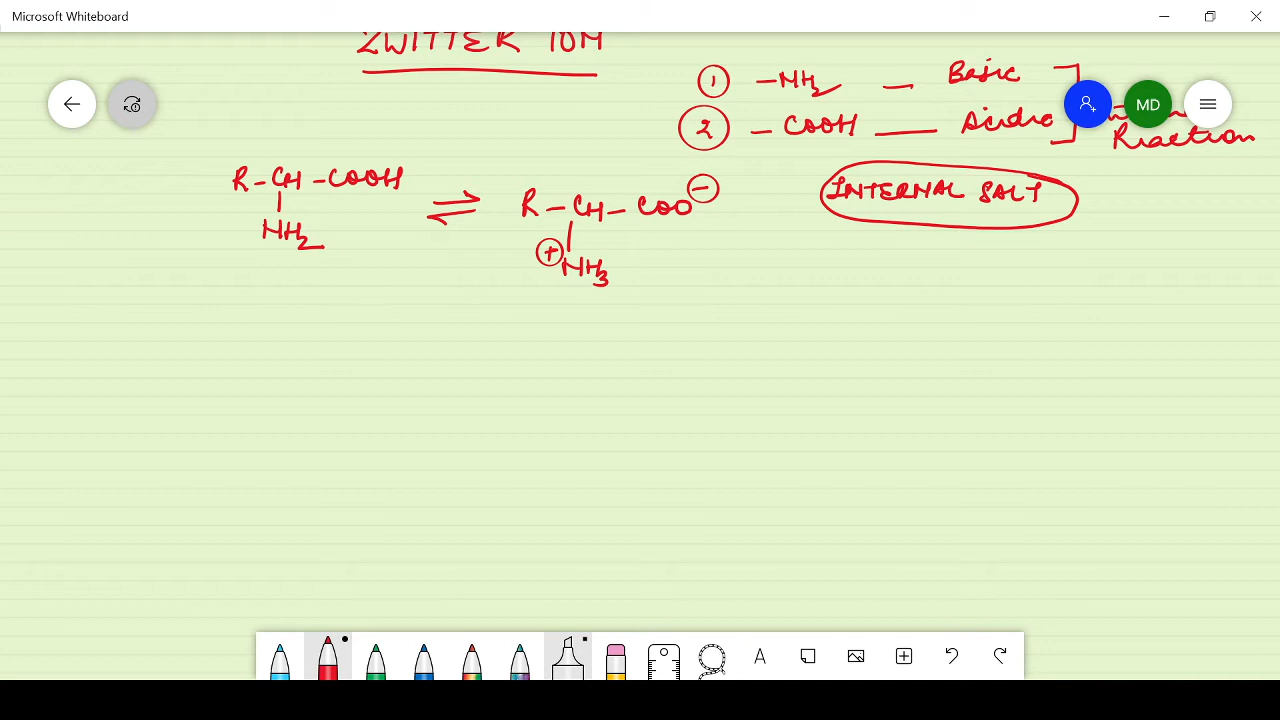 Microsoft Whiteboard
ZWITTER ION
① -NH2 — Basic
② - COOH — Acidic
Reaction
R - CH - COOH ⇌ R - CH - COO⊖
NH2
⊕NH3
INTERNAL SALT
MD
A